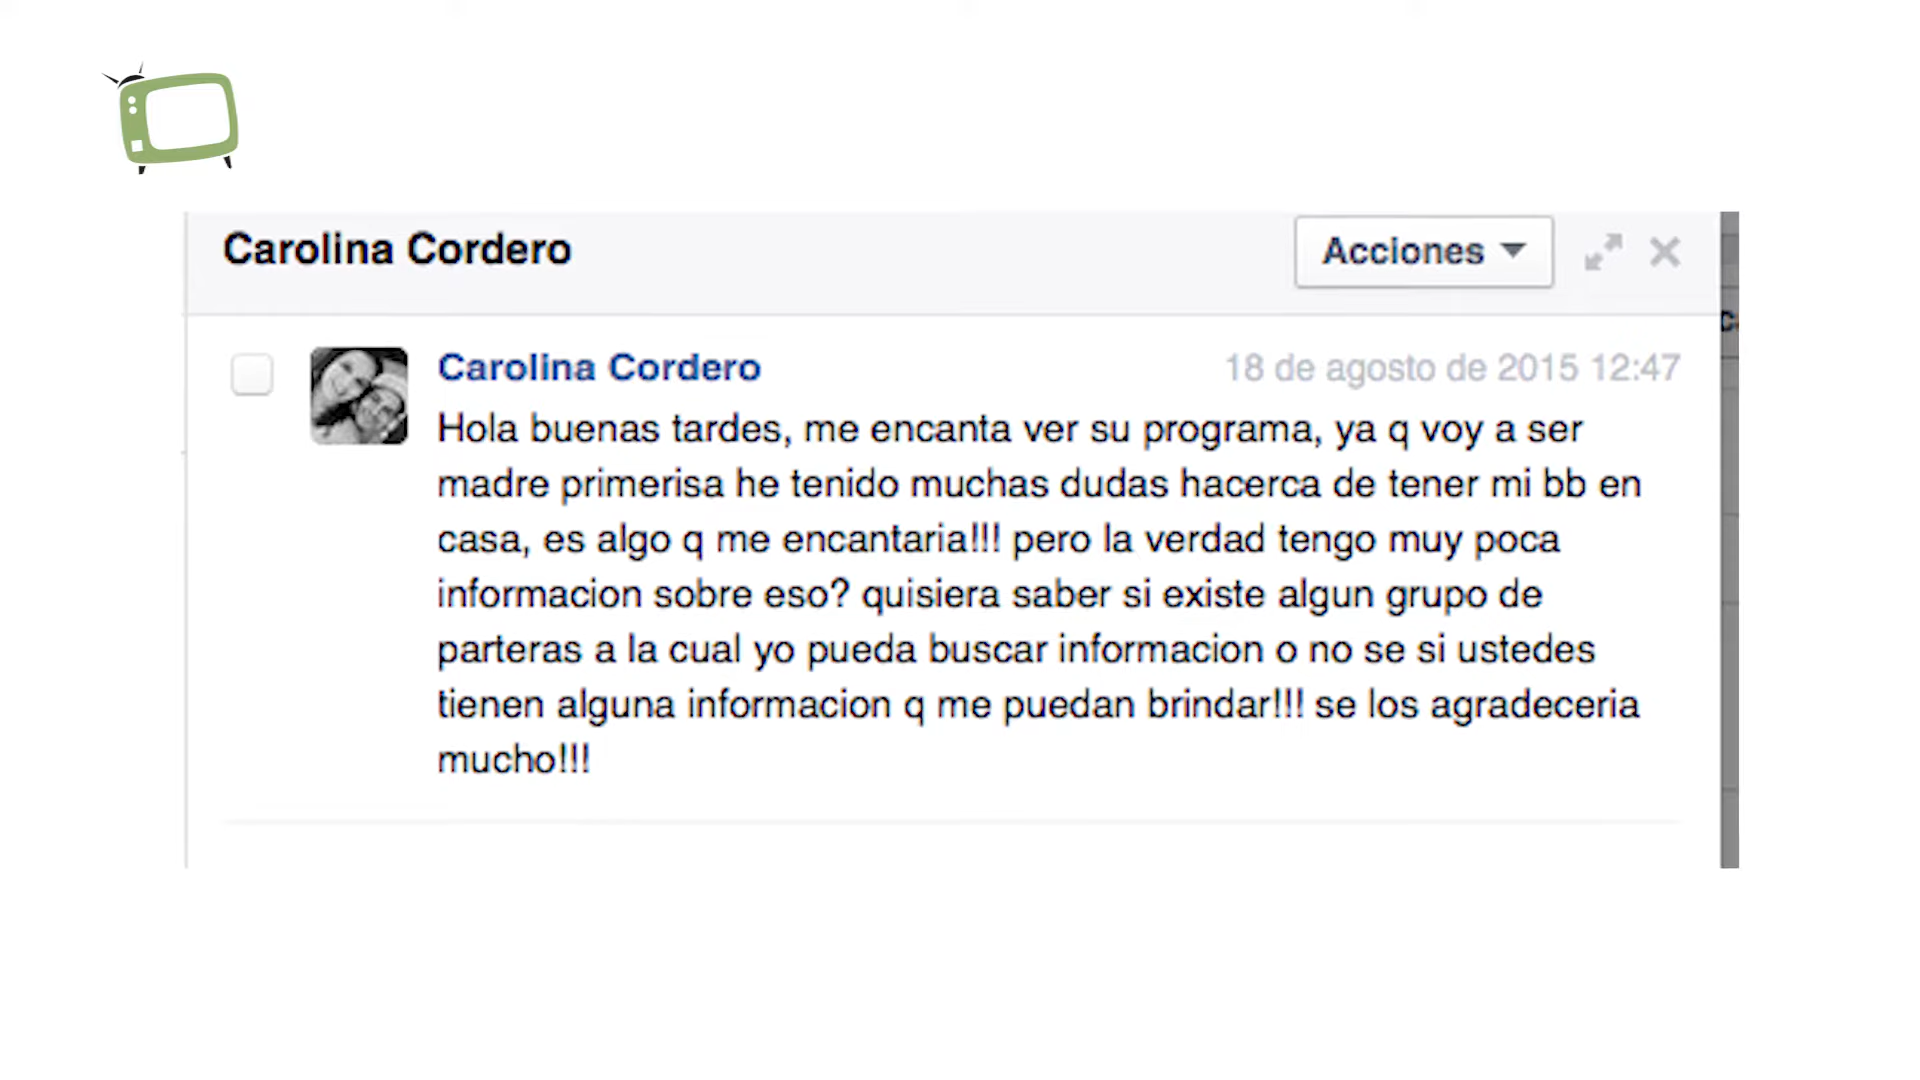 Carolina Cordero
Acciones
Carolina Cordero
18 de agosto de 2015 12:47
Hola buenas tardes, me encanta ver su programa, ya q voy a ser
madre primerisa he tenido muchas dudas hacerca de tener mi bb en
casa, es algo q me encantaria!!! pero la verdad tengo muy poca
informacion sobre eso? quisiera saber si existe algun grupo de
parteras a la cual yo pueda buscar informacion o no se si ustedes
tienen alguna informacion q me puedan brindar!!! se los agradeceria
mucho!!!